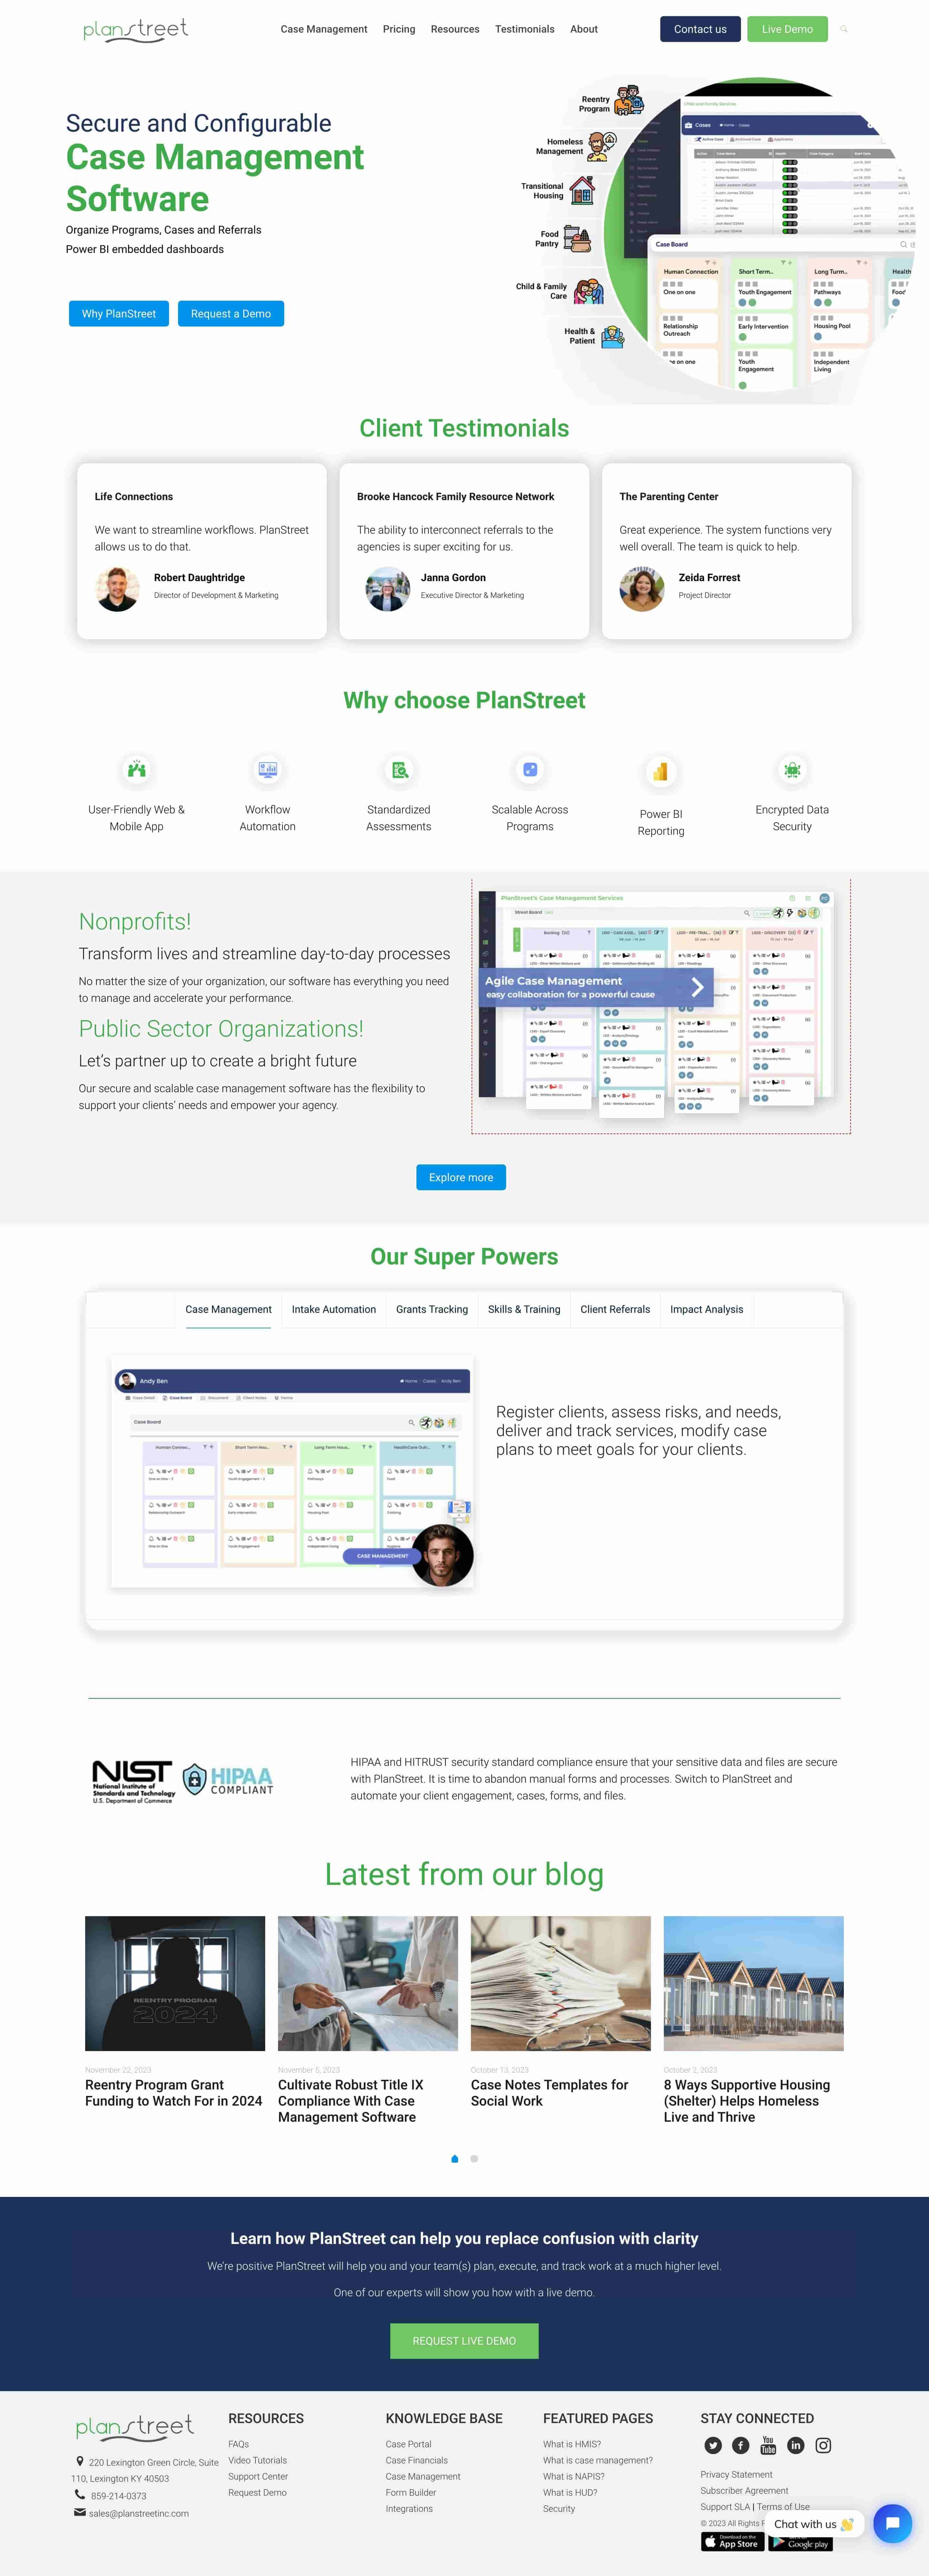 planstreet
Case Management Pricing Resources Testimonials About
Contact us
Live Demo
Secure and Configurable
Case Management
Software
Organize Programs, Cases and Referrals
Power BI embedded dashboards
Why PlanStreet
Request a Demo
Reentry
Program
Homeless
Management
Transitional
Housing
Food
Pantry
Child & Family
Care
Health &
Patient
Cases
Case Board
Human Connection
Short Term..
Long Turm..
Health
One on one
Youth Engagement
Pathways
Relationship
Outreach
Early Intervention
Housing Pool
Youth
Engagement
Independent
Living
Client Testimonials
Life Connections
We want to streamline workflows. PlanStreet
allows us to do that.
Robert Daughtridge
Director of Development & Marketing
Brooke Hancock Family Resource Network
The ability to interconnect referrals to the
agencies is super exciting for us.
Janna Gordon
Executive Director & Marketing
The Parenting Center
Great experience. The system functions very
well overall. The team is quick to help.
Zeida Forrest
Project Director
Why choose PlanStreet
User-Friendly Web &
Mobile App
Workflow
Automation
Standardized
Assessments
Scalable Across
Programs
Power BI
Reporting
Encrypted Data
Security
Nonprofits!
Transform lives and streamline day-to-day processes
No matter the size of your organization, our software has everything you need
to manage and accelerate your performance.
Public Sector Organizations!
Let's partner up to create a bright future
Our secure and scalable case management software has the flexibility to
support your clients' needs and empower your agency.
PlanStreet's Case Management Services
Street Board
Agile Case Management
easy collaboration for a powerful cause
Explore more
Our Super Powers
Case Management
Intake Automation
Grants Tracking
Skills & Training
Client Referrals
Impact Analysis
Andy Ben
Case Board
CASE MANAGEMENT
Register clients, assess risks, and needs,
deliver and track services, modify case
plans to meet goals for your clients.
NIST
National Institute of
Standards and Technology
U.S. Department of Commerce
HIPAA
COMPLIANT
HIPAA and HITRUST security standard compliance ensure that your sensitive data and files are secure
with PlanStreet. It is time to abandon manual forms and processes. Switch to PlanStreet and
automate your client engagement, cases, forms, and files.
Latest from our blog
REENTRY PROGRAM
2024
November 22, 2023
Reentry Program Grant
Funding to Watch For in 2024
November 5, 2023
Cultivate Robust Title IX
Compliance With Case
Management Software
October 13, 2023
Case Notes Templates for
Social Work
October 2, 2023
8 Ways Supportive Housing
(Shelter) Helps Homeless
Live and Thrive
Learn how PlanStreet can help you replace confusion with clarity
We're positive PlanStreet will help you and your team(s) plan, execute, and track work at a much higher level.
One of our experts will show you how with a live demo.
REQUEST LIVE DEMO
planstreet
220 Lexington Green Circle, Suite
110, Lexington KY 40503
859-214-0373
sales@planstreetinc.com
RESOURCES
FAQs
Video Tutorials
Support Center
Request Demo
KNOWLEDGE BASE
Case Portal
Case Financials
Case Management
Form Builder
Integrations
FEATURED PAGES
What is HMIS?
What is case management?
What is NAPIS?
What is HUD?
Security
STAY CONNECTED
You
Tube
in
Privacy Statement
Subscriber Agreement
Support SLA | Terms of Use
© 2023 All Rights
Chat with us
Download on the
App Store
Google play